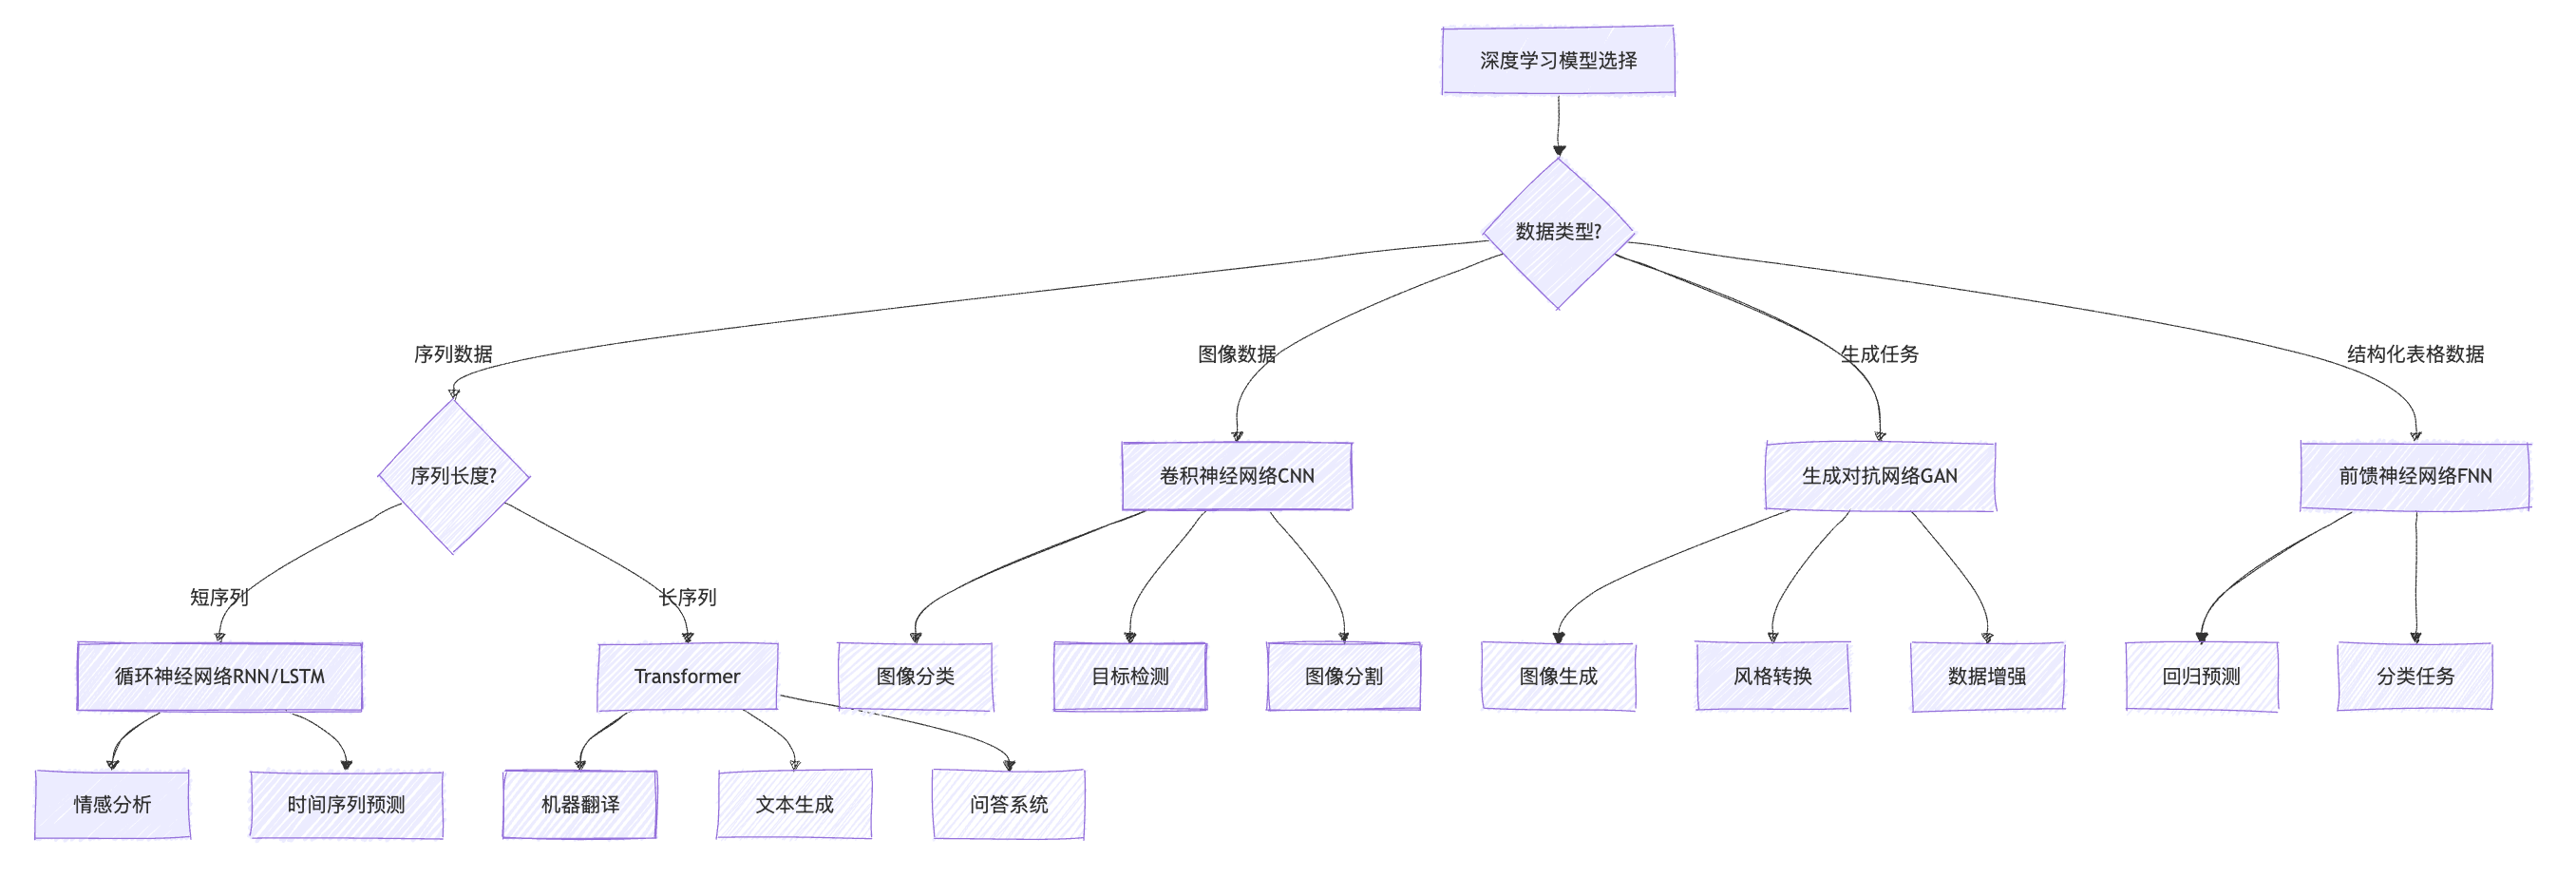 深度学习模型选择
数据类型?
序列数据
图像数据
生成任务
结构化表格数据
序列长度?
卷积神经网络CNN
生成对抗网络GAN
前馈神经网络FNN
短序列
长序列
循环神经网络RNN/LSTM
Transformer
图像分类
目标检测
图像分割
图像生成
风格转换
数据增强
回归预测
分类任务
情感分析
时间序列预测
机器翻译
文本生成
问答系统